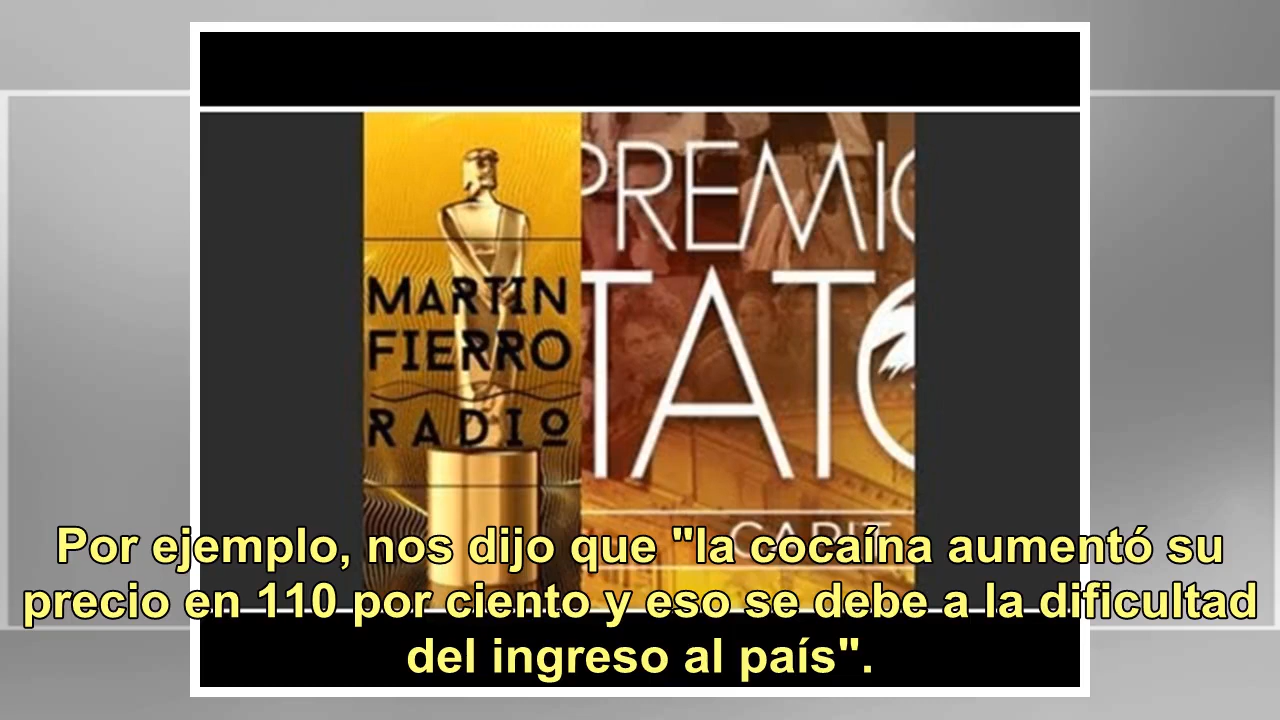 MARTIN
FIERRO
RADIO
PREMIO
TATO
Por ejemplo, nos dijo que "la cocaína aumentó su
precio en 110 por ciento y eso se debe a la dificultad
del ingreso al país".